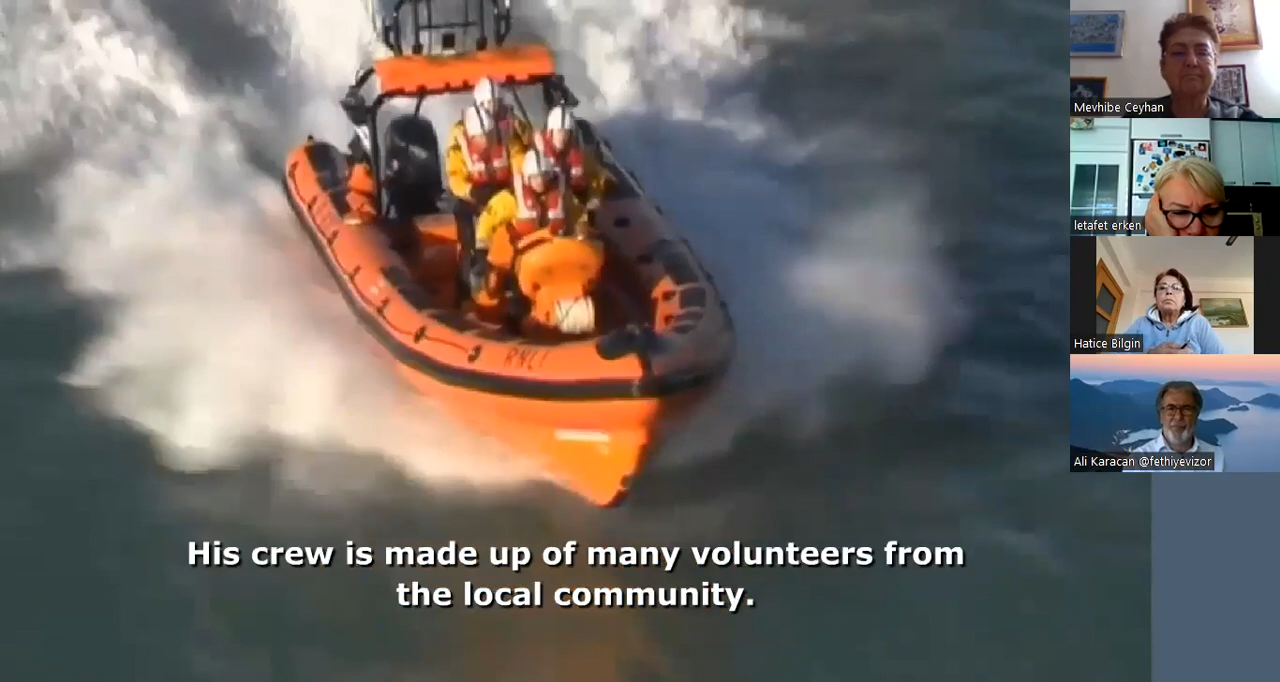 Mevhibe Ceyhan
letafet erken
Hatice Bilgin
Ali Karacan @fethiyevizor
RNLI
His crew is made up of many volunteers from
the local community.